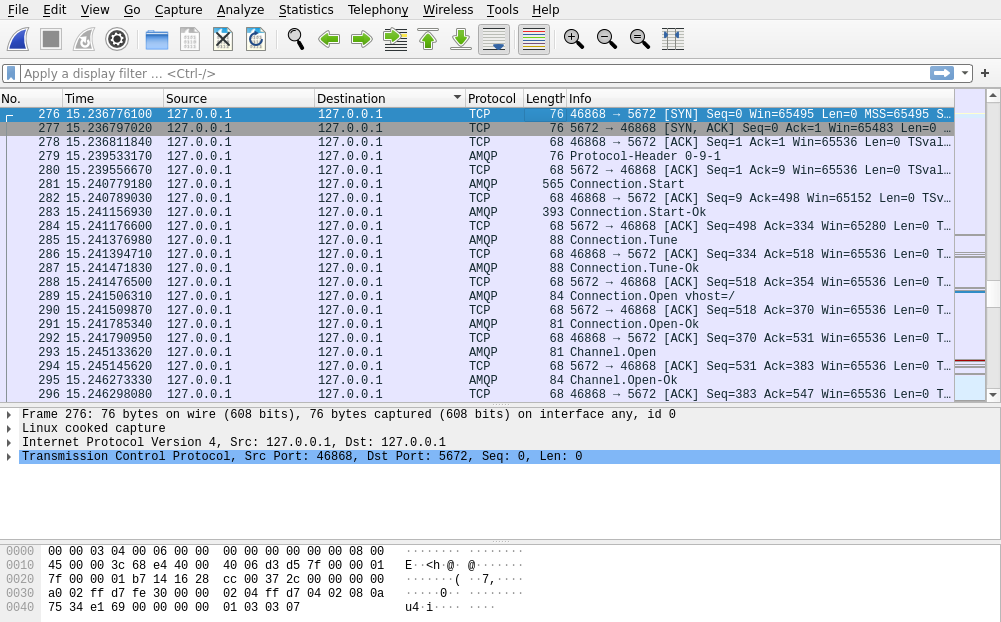 File Edit View Go Capture Analyze Statistics Telephony Wireless Tools Help
Apply a display filter … <Ctrl-/>
No. Time Source Destination Protocol Length Info
276 15.236776100 127.0.0.1 127.0.0.1 TCP 76 46868 → 5672 [SYN] Seq=0 Win=65495 Len=0 MSS=65495 S…
277 15.236797020 127.0.0.1 127.0.0.1 TCP 76 5672 → 46868 [SYN, ACK] Seq=0 Ack=1 Win=65483 Len=0 …
278 15.236811840 127.0.0.1 127.0.0.1 TCP 68 46868 → 5672 [ACK] Seq=1 Ack=1 Win=65536 Len=0 TSval…
279 15.239533170 127.0.0.1 127.0.0.1 AMQP 76 Protocol-Header 0-9-1
280 15.239556670 127.0.0.1 127.0.0.1 TCP 68 5672 → 46868 [ACK] Seq=1 Ack=9 Win=65536 Len=0 TSval…
281 15.240779180 127.0.0.1 127.0.0.1 AMQP 565 Connection.Start
282 15.240789030 127.0.0.1 127.0.0.1 TCP 68 46868 → 5672 [ACK] Seq=9 Ack=498 Win=65152 Len=0 TSv…
283 15.241156930 127.0.0.1 127.0.0.1 AMQP 393 Connection.Start-Ok
284 15.241176600 127.0.0.1 127.0.0.1 TCP 68 5672 → 46868 [ACK] Seq=498 Ack=334 Win=65280 Len=0 T…
285 15.241376980 127.0.0.1 127.0.0.1 AMQP 88 Connection.Tune
286 15.241394710 127.0.0.1 127.0.0.1 TCP 68 46868 → 5672 [ACK] Seq=334 Ack=518 Win=65536 Len=0 T…
287 15.241471830 127.0.0.1 127.0.0.1 AMQP 88 Connection.Tune-Ok
288 15.241476500 127.0.0.1 127.0.0.1 TCP 68 5672 → 46868 [ACK] Seq=518 Ack=354 Win=65536 Len=0 T…
289 15.241506310 127.0.0.1 127.0.0.1 AMQP 84 Connection.Open vhost=/
290 15.241509870 127.0.0.1 127.0.0.1 TCP 68 5672 → 46868 [ACK] Seq=518 Ack=370 Win=65536 Len=0 T…
291 15.241785340 127.0.0.1 127.0.0.1 AMQP 81 Connection.Open-Ok
292 15.241790950 127.0.0.1 127.0.0.1 TCP 68 46868 → 5672 [ACK] Seq=370 Ack=531 Win=65536 Len=0 T…
293 15.245133620 127.0.0.1 127.0.0.1 AMQP 81 Channel.Open
294 15.245145620 127.0.0.1 127.0.0.1 TCP 68 5672 → 46868 [ACK] Seq=531 Ack=383 Win=65536 Len=0 T…
295 15.246273330 127.0.0.1 127.0.0.1 AMQP 84 Channel.Open-Ok
296 15.246298080 127.0.0.1 127.0.0.1 TCP 68 46868 → 5672 [ACK] Seq=383 Ack=547 Win=65536 Len=0 T…
Frame 276: 76 bytes on wire (608 bits), 76 bytes captured (608 bits) on interface any, id 0
Linux cooked capture
Internet Protocol Version 4, Src: 127.0.0.1, Dst: 127.0.0.1
Transmission Control Protocol, Src Port: 46868, Dst Port: 5672, Seq: 0, Len: 0
0000 00 00 03 04 00 06 00 00 00 00 00 00 00 00 08 00 ········ ········
0010 45 00 00 3c 68 e4 40 00 40 06 d3 d5 7f 00 00 01 E··<h·@· @·······
0020 7f 00 00 01 b7 14 16 28 cc 00 37 2c 00 00 00 00 ·······( ··7,····
0030 a0 02 ff d7 fe 30 00 00 02 04 ff d7 04 02 08 0a ·····0·· ········
0040 75 34 e1 69 00 00 00 00 01 03 03 07 u4·i···· ····